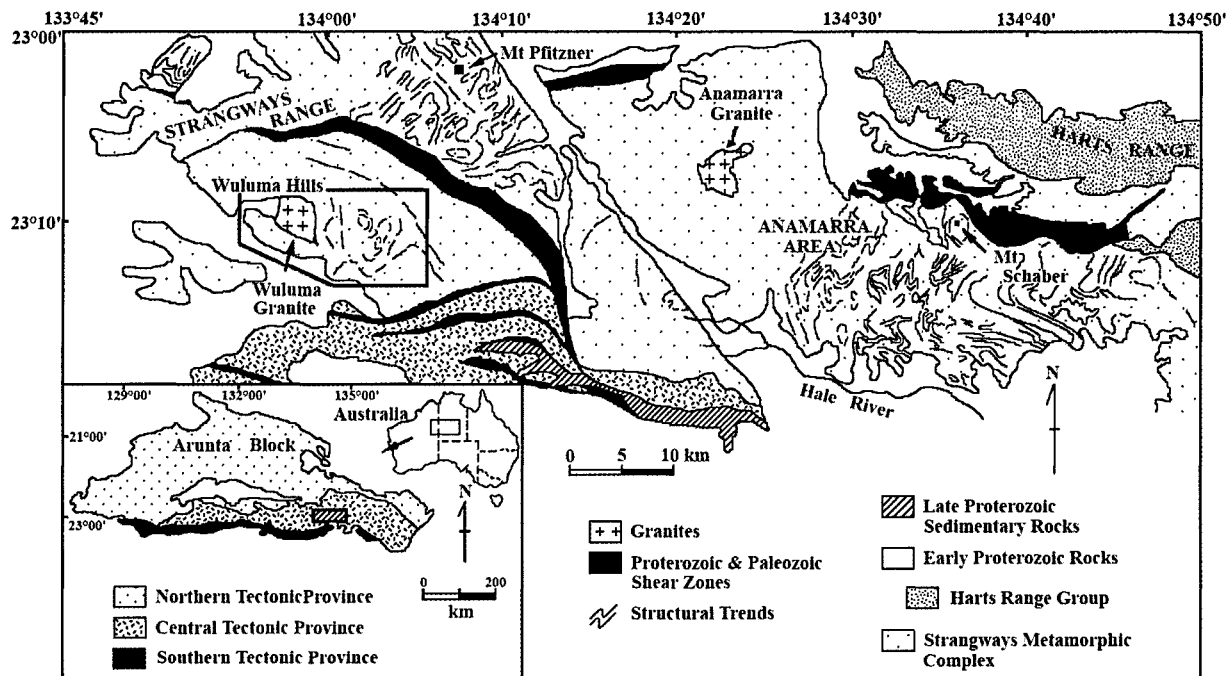 133°45'
134°00'
134°10'
134°20'
134°30'
134°40'
134°50'
23°00'
23°10'
Mt Pfitzner
STRANGWAYS
RANGE
Anamarra
Granite
HARTS RANGE
Wuluma Hills
Wuluma
Granite
ANAMARRA
AREA
Mt.
Schaber
Hale River
N
0 5 10 km
129°00'
132°00'
135°00'
21°00'
23°00'
Australia
Arunta Block
N
0 200
km
Northern TectonicProvince
Central Tectonic Province
Southern Tectonic Province
Granites
Proterozoic & Paleozoic
Shear Zones
Structural Trends
Late Proterozoic
Sedimentary Rocks
Early Proterozoic Rocks
Harts Range Group
Strangways Metamorphic
Complex